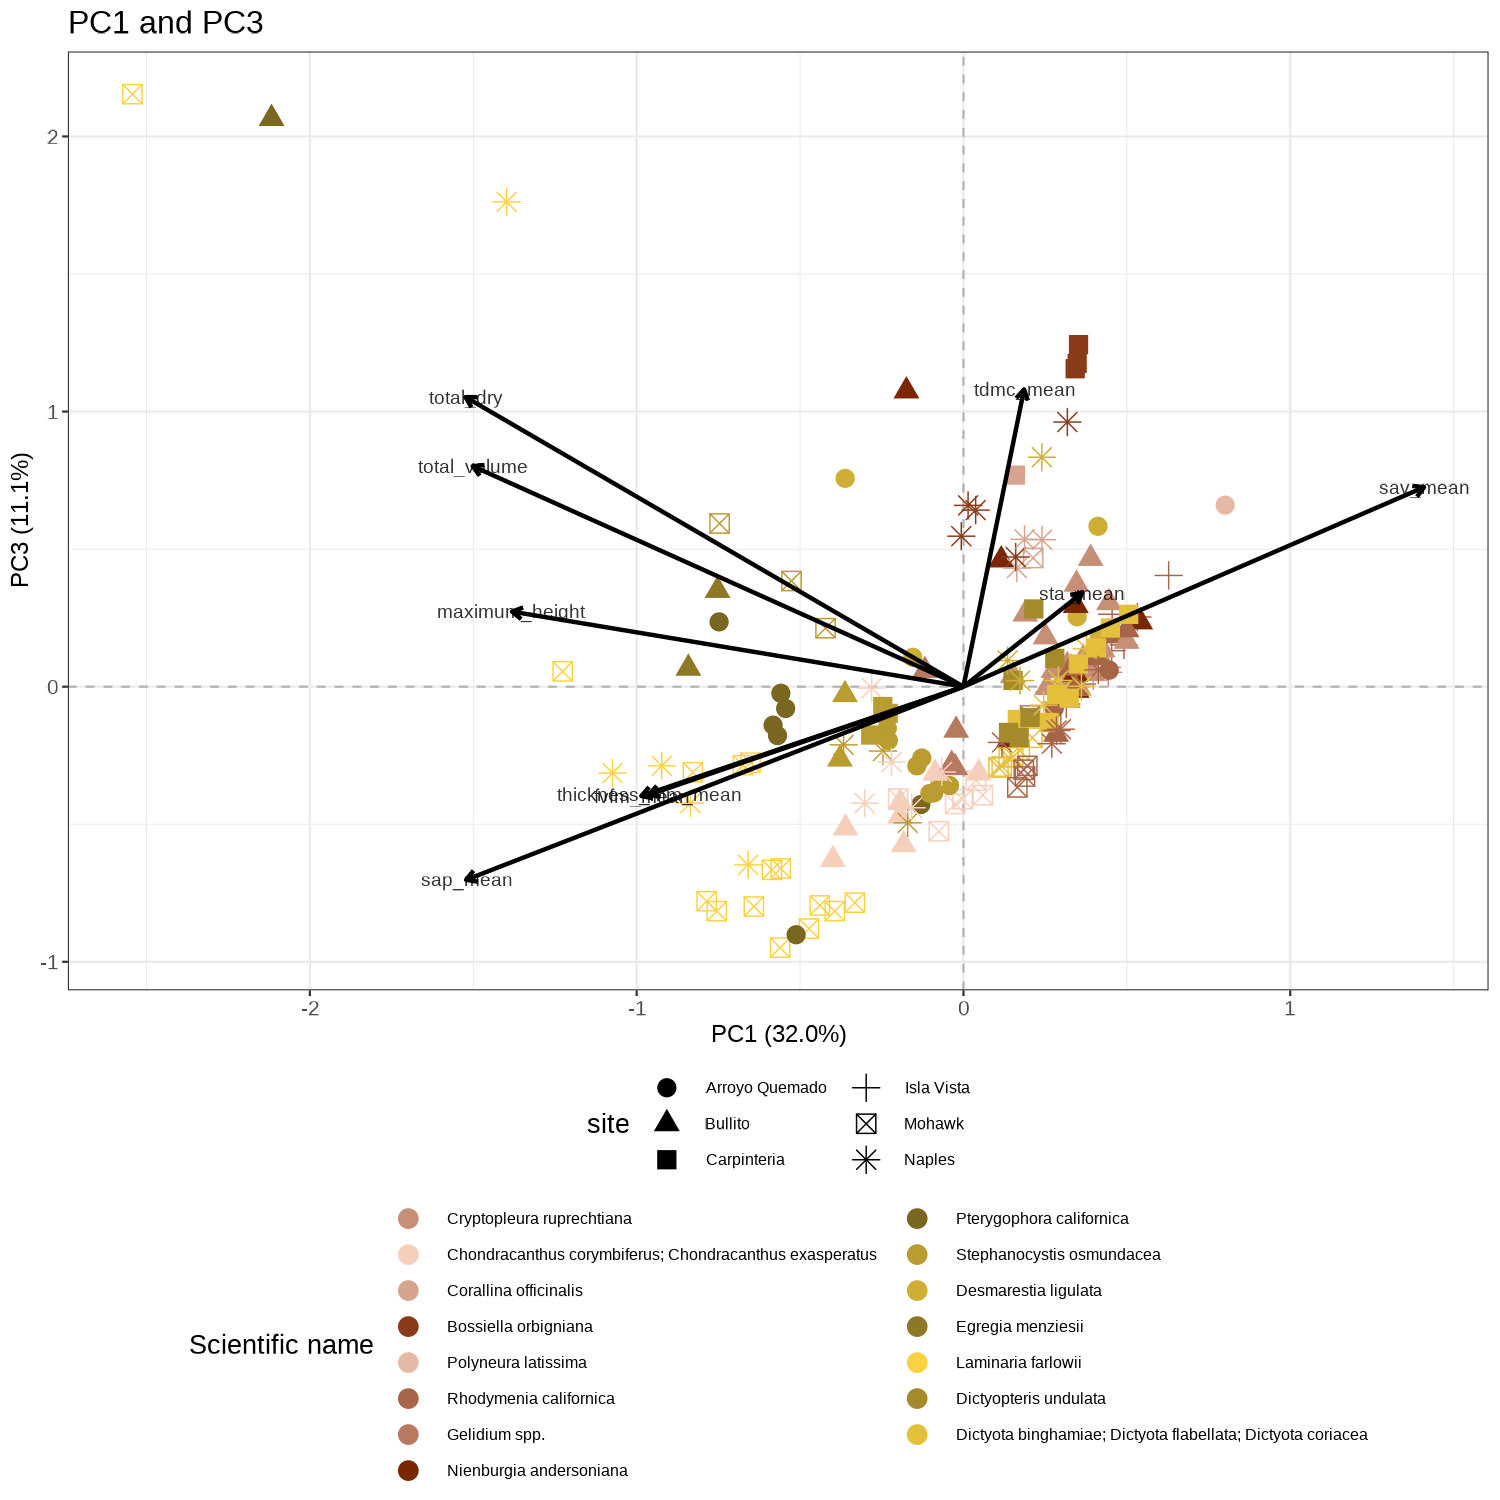 PC1 and PC3
PC3 (11.1%)
2
1
0
-1
total_dry
tdmc_mean
total_volume
sav_mean
maximum_height
sta_mean
sap_mean
-2
-1
0
1
PC1 (32.0%)
site
Arroyo Quemado
Isla Vista
Bullito
Mohawk
Carpinteria
Naples
Scientific name
Cryptopleura ruprechtiana
Chondracanthus corymbiferus; Chondracanthus exasperatus
Corallina officinalis
Bossiella orbigniana
Polyneura latissima
Rhodymenia californica
Gelidium spp.
Nienburgia andersoniana
Pterygophora californica
Stephanocystis osmundacea
Desmarestia ligulata
Egregia menziesii
Laminaria farlowii
Dictyopteris undulata
Dictyota binghamiae; Dictyota flabellata; Dictyota coriacea